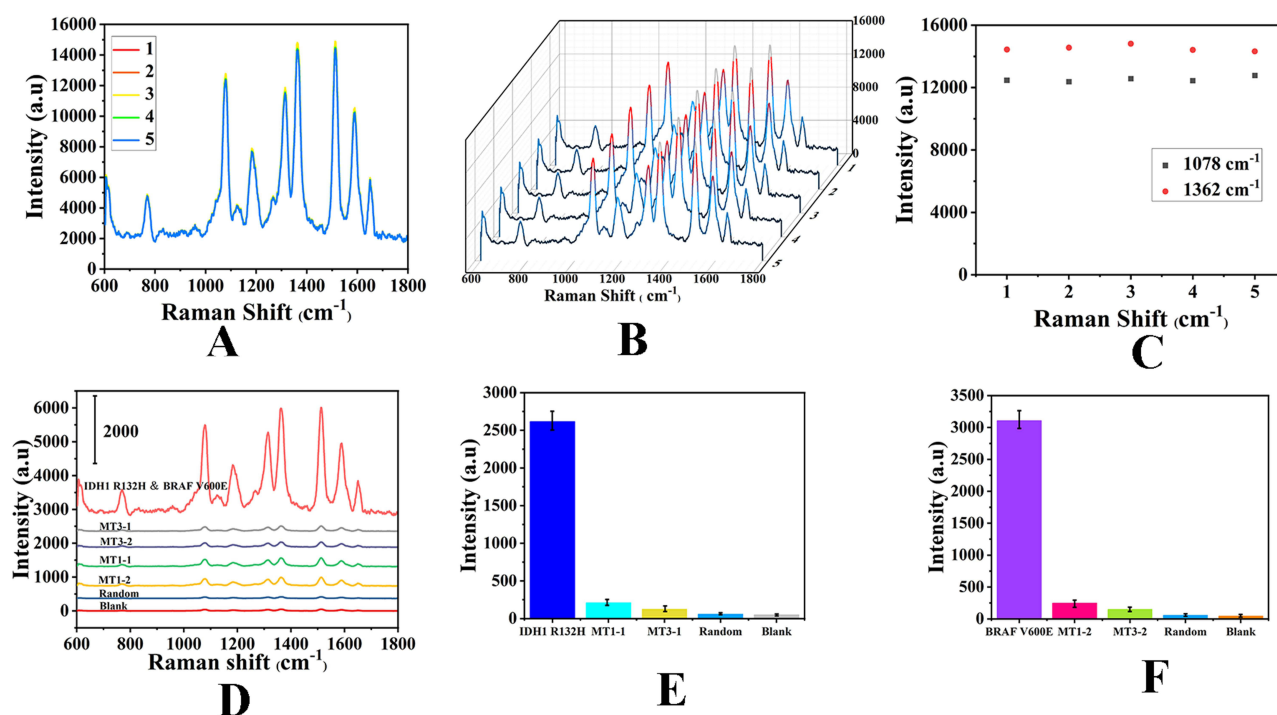 16000
14000
12000
10000
8000
6000
4000
2000
0
Intensity (a.u)
1
2
3
4
5
600 800 1000 1200 1400 1600 1800
Raman Shift (cm-1)
A
16000
12000
8000
4000
0
Intensity (a.u)
1
2
3
4
5
600 800 1000 1200 1400 1600 1800
Raman Shift ( cm-1)
B
16000
12000
8000
4000
0
Intensity (a.u)
1078 cm-1
1362 cm-1
1 2 3 4 5
Raman Shift (cm-1)
C
6000
5000
4000
3000
2000
1000
0
Intensity (a.u)
2000
IDH1 R132H & BRAF V600E
MT3-1
MT3-2
MT1-1
MT1-2
Random
Blank
600 800 1000 1200 1400 1600 1800
Raman shift (cm-1)
D
3000
2500
2000
1500
1000
500
0
Intensity (a.u)
IDH1 R132H MT1-1 MT3-1 Random Blank
E
3500
3000
2500
2000
1500
1000
500
0
Intensity (a.u)
BRAF V600E MT1-2 MT3-2 Random Blank
F